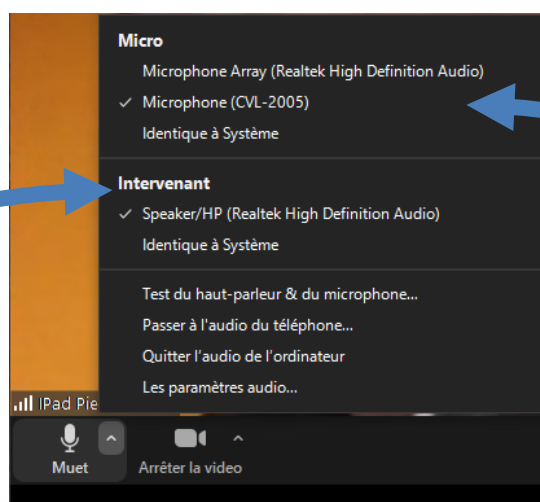 Micro
Microphone Array (Realtek High Definition Audio)
✓ Microphone (CVL-2005)
Identique à Système
Intervenant
✓ Speaker/HP (Realtek High Definition Audio)
Identique à Système
Test du haut-parleur & du microphone...
Passer à l'audio du téléphone...
Quitter l'audio de l'ordinateur
Les paramètres audio...
IPad Pie
Muet
Arrêter la video